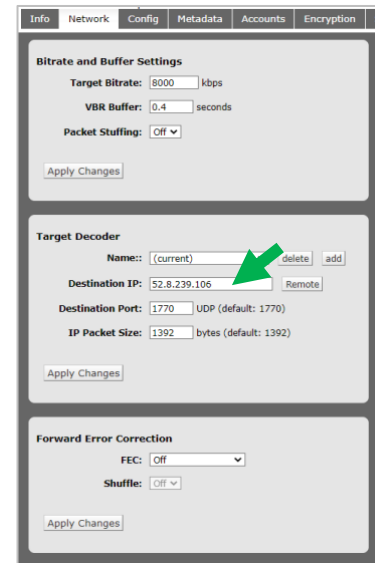 Info Network Config Metadata Accounts Encryption
Bitrate and Buffer Settings
Target Bitrate: 8000 kbps
VBR Buffer: 0.4 seconds
Packet Stuffing: Off
Apply Changes
Target Decoder
Name:: (current) delete add
Destination IP: 52.8.239.106 Remote
Destination Port: 1770 UDP (default: 1770)
IP Packet Size: 1392 bytes (default: 1392)
Apply Changes
Forward Error Correction
FEC: Off
Shuffle: Off
Apply Changes